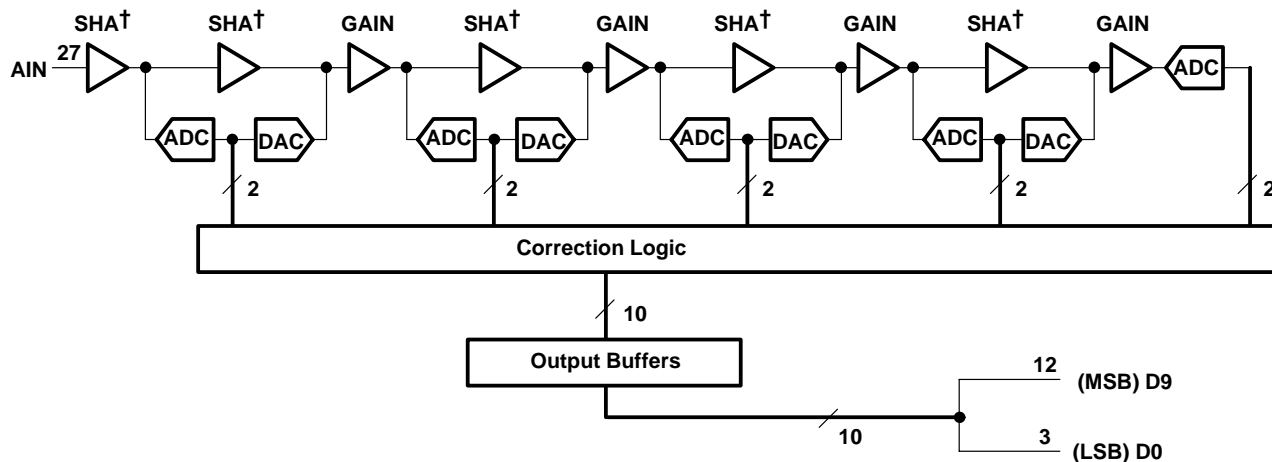 SHA† SHA† GAIN SHA† GAIN SHA† GAIN SHA† GAIN
AIN 27 ADC
ADC DAC ADC DAC ADC DAC ADC DAC
2 2 2 2 2
Correction Logic
10
Output Buffers
12 (MSB) D9
10
3 (LSB) D0